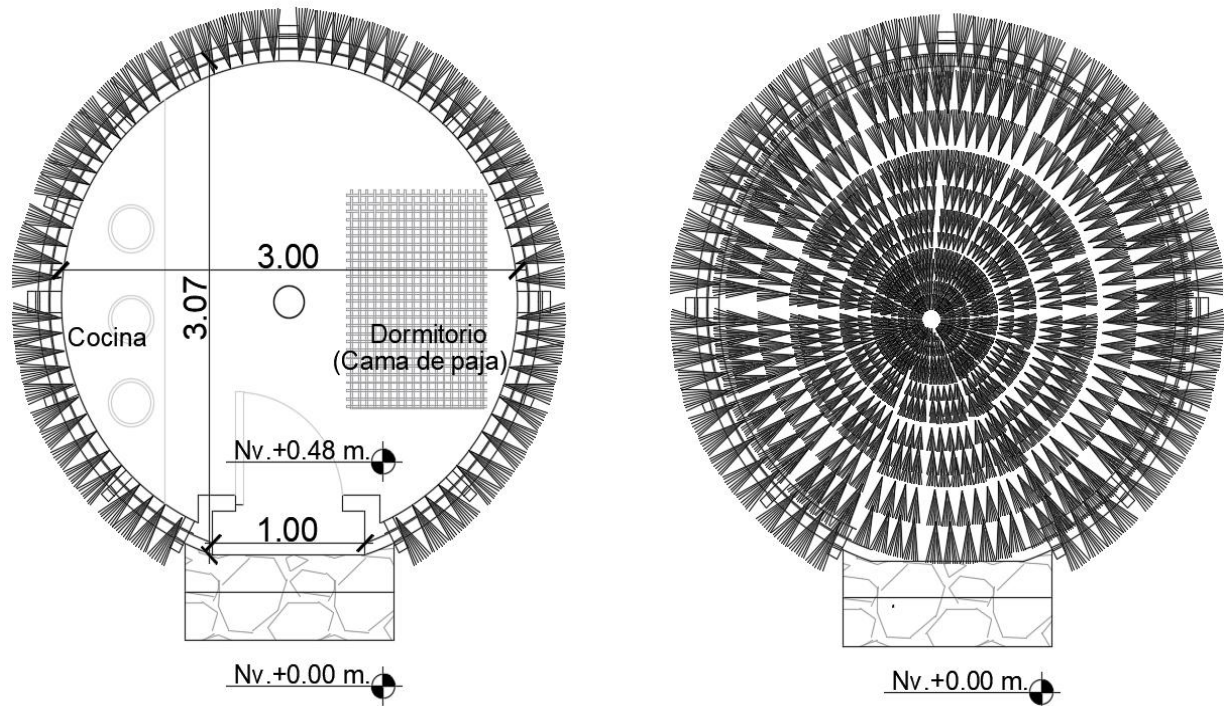 3.00
3.07
Cocina
Dormitorio
(Cama de paja)
Nv.+0.48 m.
1.00
Nv.+0.00 m.
Nv.+0.00 m.